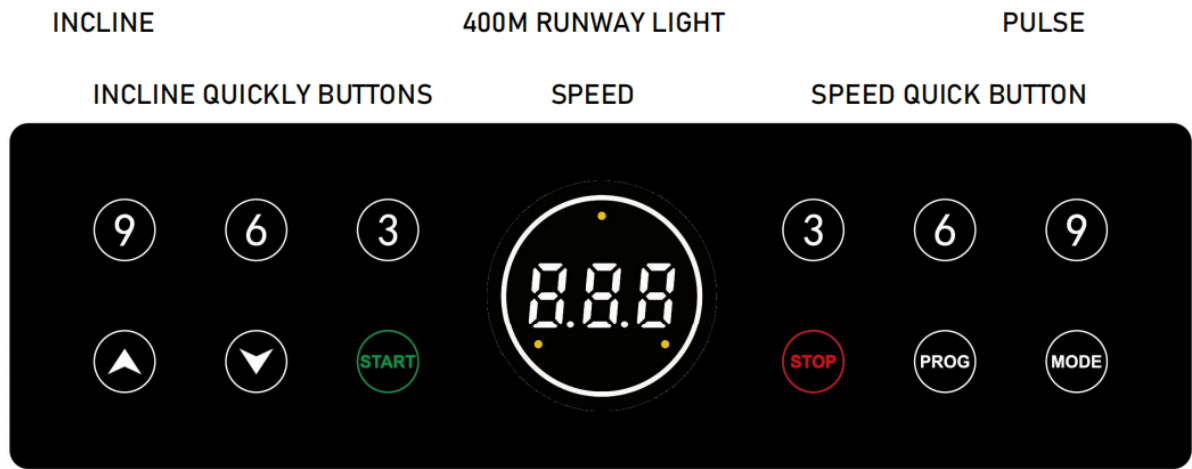 INCLINE 400M RUNWAY LIGHT PULSE
INCLINE QUICKLY BUTTONS SPEED SPEED QUICK BUTTON
9 6 3 3 6 9
8.8.8
START STOP PROG MODE